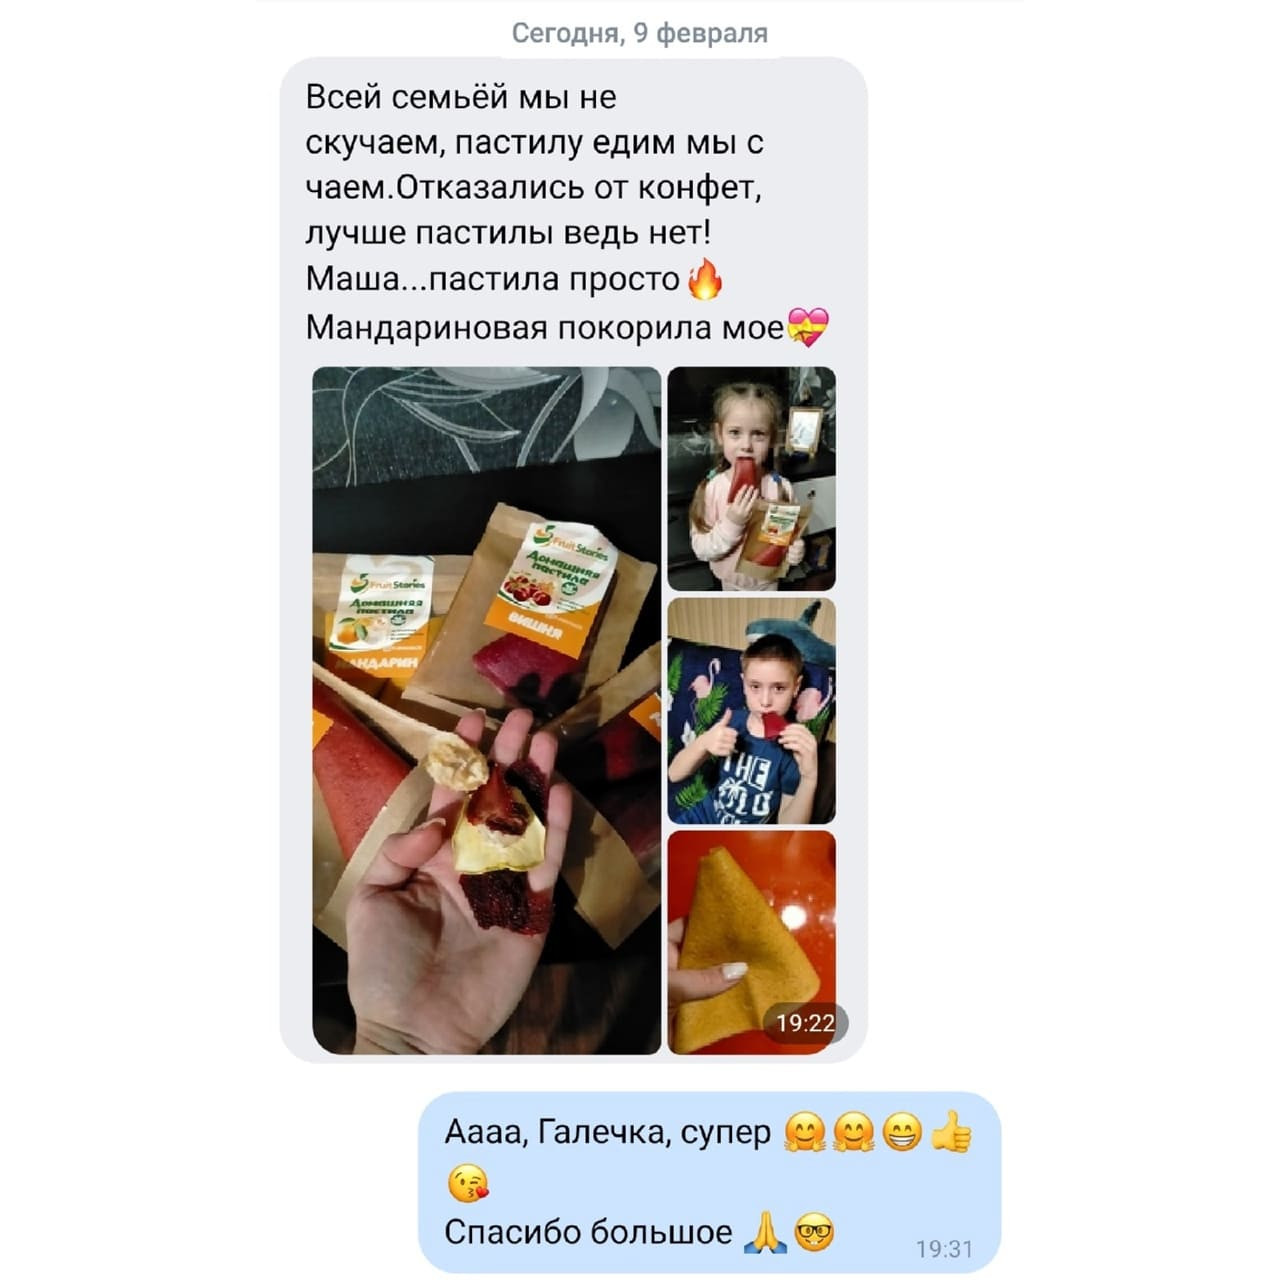 Сегодня, 9 февраля
Всей семьёй мы не
скучаем, пастилу едим мы с
чаем.Отказались от конфет,
лучше пастилы ведь нет!
Маша...пастила просто🔥
Мандариновая покорила мое💝
Fruit Stories
Домашняя
пастила
ВИШНЯ
Fruit Stories
Домашняя
пастила
МАНДАРИН
THE
19:22
Аааа, Галечка, супер 🤗🤗😁👍
😘
Спасибо большое 🙏🤓
19:31